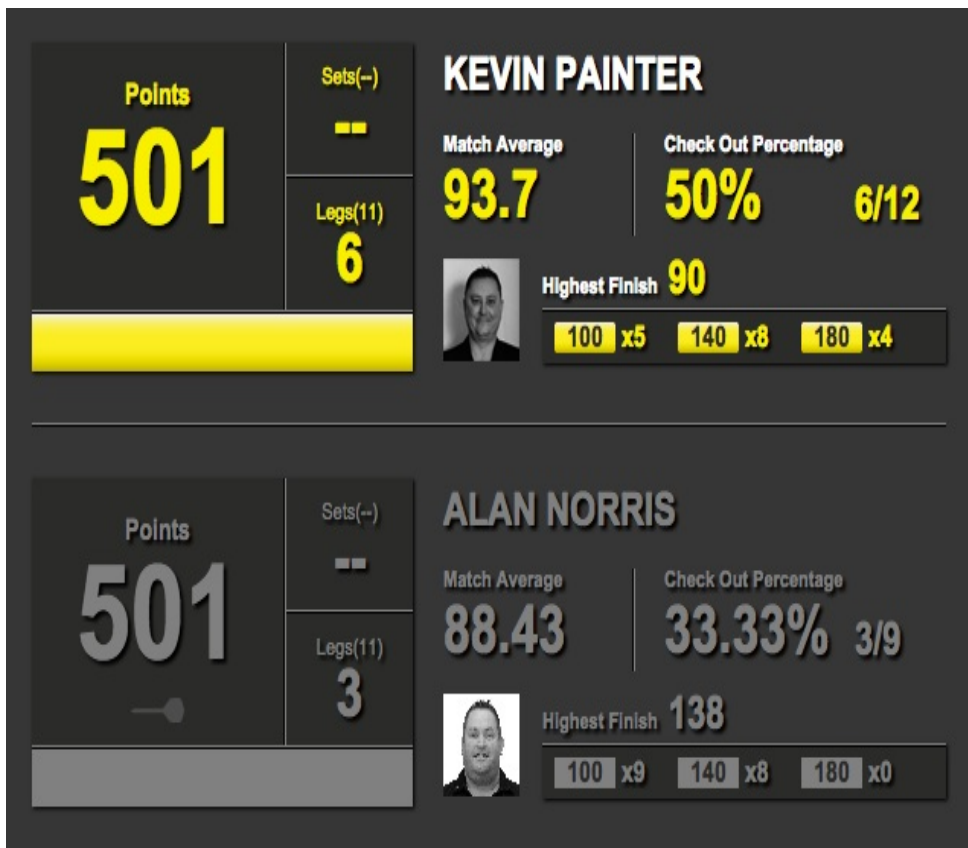 Points
501
Sets(--)
--
Legs(11)
6
KEVIN PAINTER
Match Average
93.7
Check Out Percentage
50% 6/12
Highest Finish 90
100 x5 140 x8 180 x4
Points
501
Sets(--)
--
Legs(11)
3
ALAN NORRIS
Match Average
88.43
Check Out Percentage
33.33% 3/9
Highest Finish 138
100 x9 140 x8 180 x0